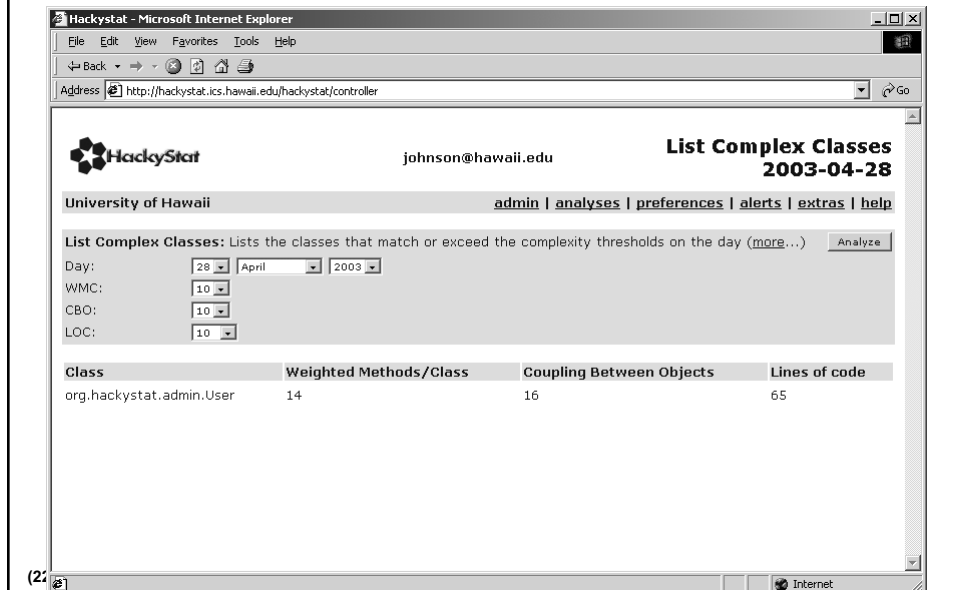 Hackystat - Microsoft Internet Explorer
File Edit View Favorites Tools Help
Back
Address http://hackystat.ics.hawaii.edu/hackystat/controller Go
HackyStat
johnson@hawaii.edu
List Complex Classes
2003-04-28
University of Hawaii admin | analyses | preferences | alerts | extras | help
List Complex Classes: Lists the classes that match or exceed the complexity thresholds on the day (more...) Analyze
Day: 28 April 2003
WMC: 10
CBO: 10
LOC: 10
Class Weighted Methods/Class Coupling Between Objects Lines of code
org.hackystat.admin.User 14 16 65
(22
Internet